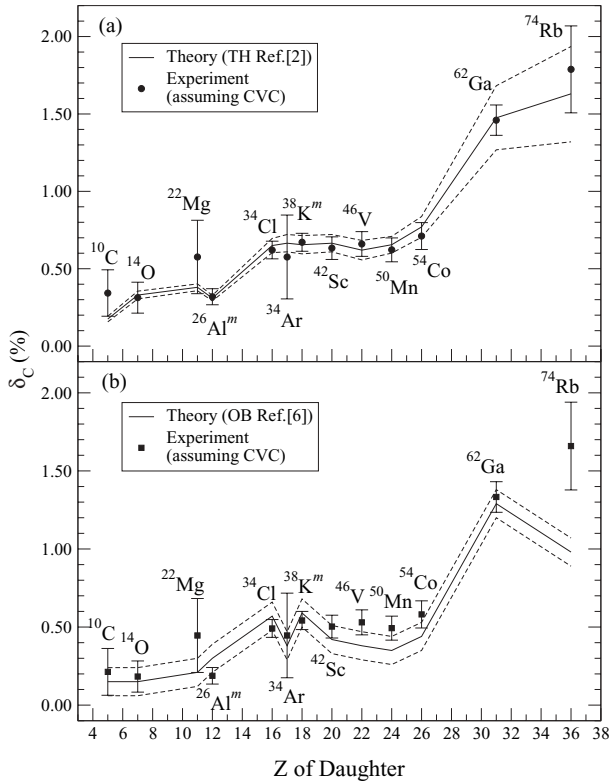 (a)
Theory (TH Ref.[2])
Experiment
(assuming CVC)
2.00
1.50
1.00
0.50
0.00
¹⁰C
¹⁴O
²²Mg
²⁶Alᵐ
³⁴Cl
³⁴Ar
³⁸Kᵐ
⁴²Sc
⁴⁶V
⁵⁰Mn
⁵⁴Co
⁶²Ga
⁷⁴Rb
δ_C (%)
(b)
Theory (OB Ref.[6])
Experiment
(assuming CVC)
2.00
1.50
1.00
0.50
0.00
¹⁰C
¹⁴O
²²Mg
²⁶Alᵐ
³⁴Cl
³⁴Ar
³⁸Kᵐ
⁴²Sc
⁴⁶V
⁵⁰Mn
⁵⁴Co
⁶²Ga
⁷⁴Rb
4 6 8 10 12 14 16 18 20 22 24 26 28 30 32 34 36 38
Z of Daughter